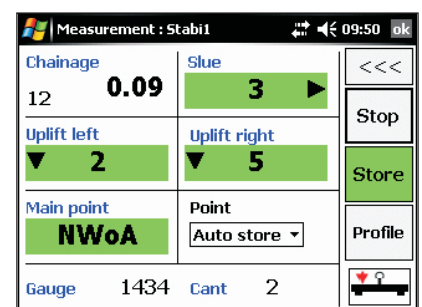 Measurement : Stabi1 09:50 ok
Chainage
12 0.09
Slue
3
<<<
Stop
Uplift left
2
Uplift right
5
Store
Main point
NWoA
Point
Auto store
Profile
Gauge 1434 Cant 2